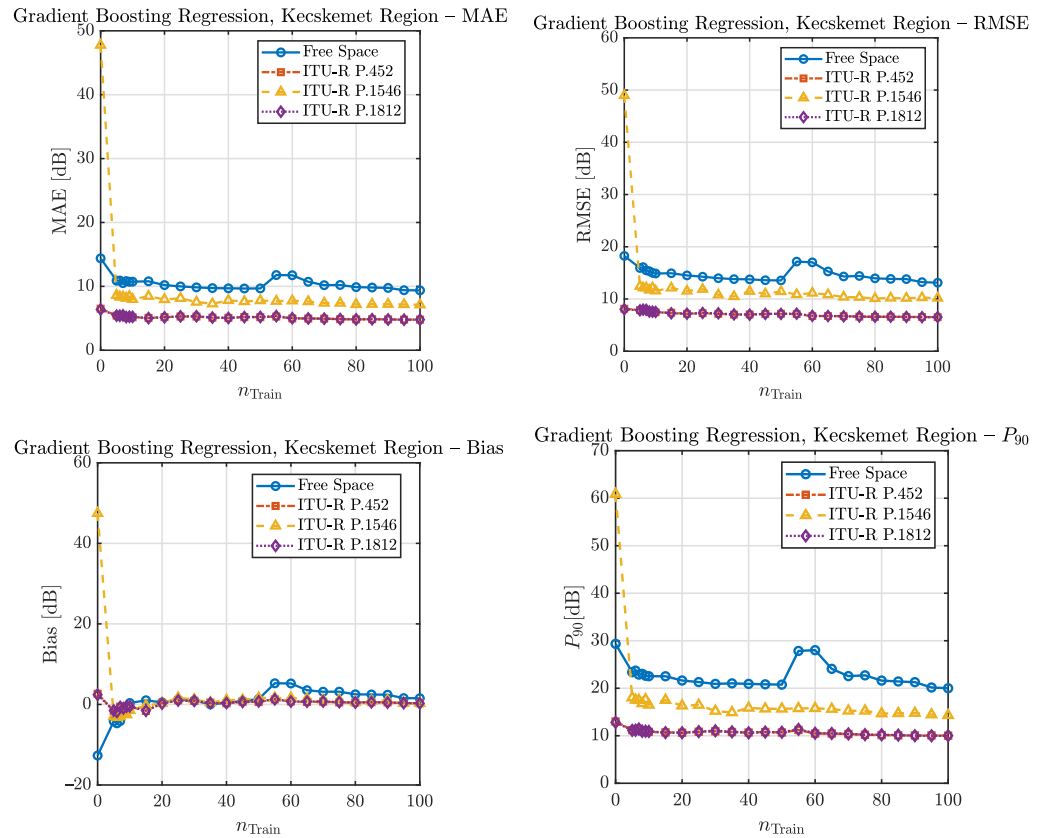 Gradient Boosting Regression, Kecskemet Region – MAE
50
40
30
20
10
0
MAE [dB]
Free Space
ITU-R P.452
ITU-R P.1546
ITU-R P.1812
0 20 40 60 80 100
nTrain
Gradient Boosting Regression, Kecskemet Region – RMSE
60
50
40
30
20
10
0
RMSE [dB]
Free Space
ITU-R P.452
ITU-R P.1546
ITU-R P.1812
0 20 40 60 80 100
nTrain
Gradient Boosting Regression, Kecskemet Region – Bias
60
40
20
0
−20
Bias [dB]
Free Space
ITU-R P.452
ITU-R P.1546
ITU-R P.1812
0 20 40 60 80 100
nTrain
Gradient Boosting Regression, Kecskemet Region – P90
70
60
50
40
30
20
10
0
P90[dB]
Free Space
ITU-R P.452
ITU-R P.1546
ITU-R P.1812
0 20 40 60 80 100
nTrain